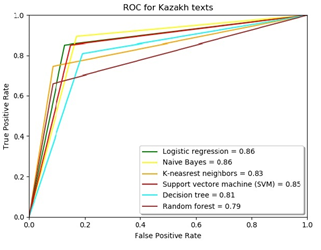 ROC for Kazakh texts
1.0
0.8
0.6
0.4
0.2
0.0
True Positive Rate
Logistic regression = 0.86
Naive Bayes = 0.86
K-neasrest neighbors = 0.83
Support vectore machine (SVM) = 0.85
Decision tree = 0.81
Random forest = 0.79
0.0 0.2 0.4 0.6 0.8 1.0
False Positive Rate